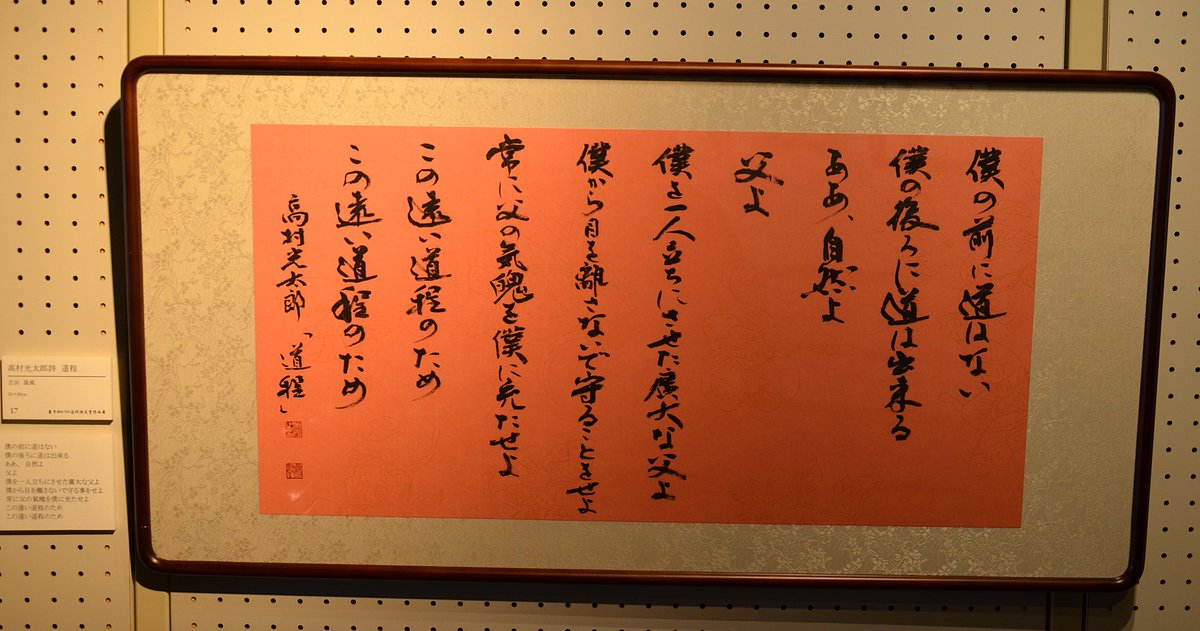 僕の前に道はない
僕の後ろに道は出来る
ああ、自然よ
父よ
僕を一人立ちにさせた廣大な父よ
僕から目を離さないで守ることをせよ
常に父の気魄を僕に充たせよ
この遠い道程のため
この遠い道程のため
高村光太郎「道程」
高村光太郎詩 道程
17
僕の前に道はない
僕の後ろに道は出来る
ああ、自然よ
父よ
僕を一人立ちにさせた廣大な父よ
僕から目を離さないで守る事をせよ
常に父の氣魄を僕に充たせよ
この遠い道程のため
この遠い道程のため